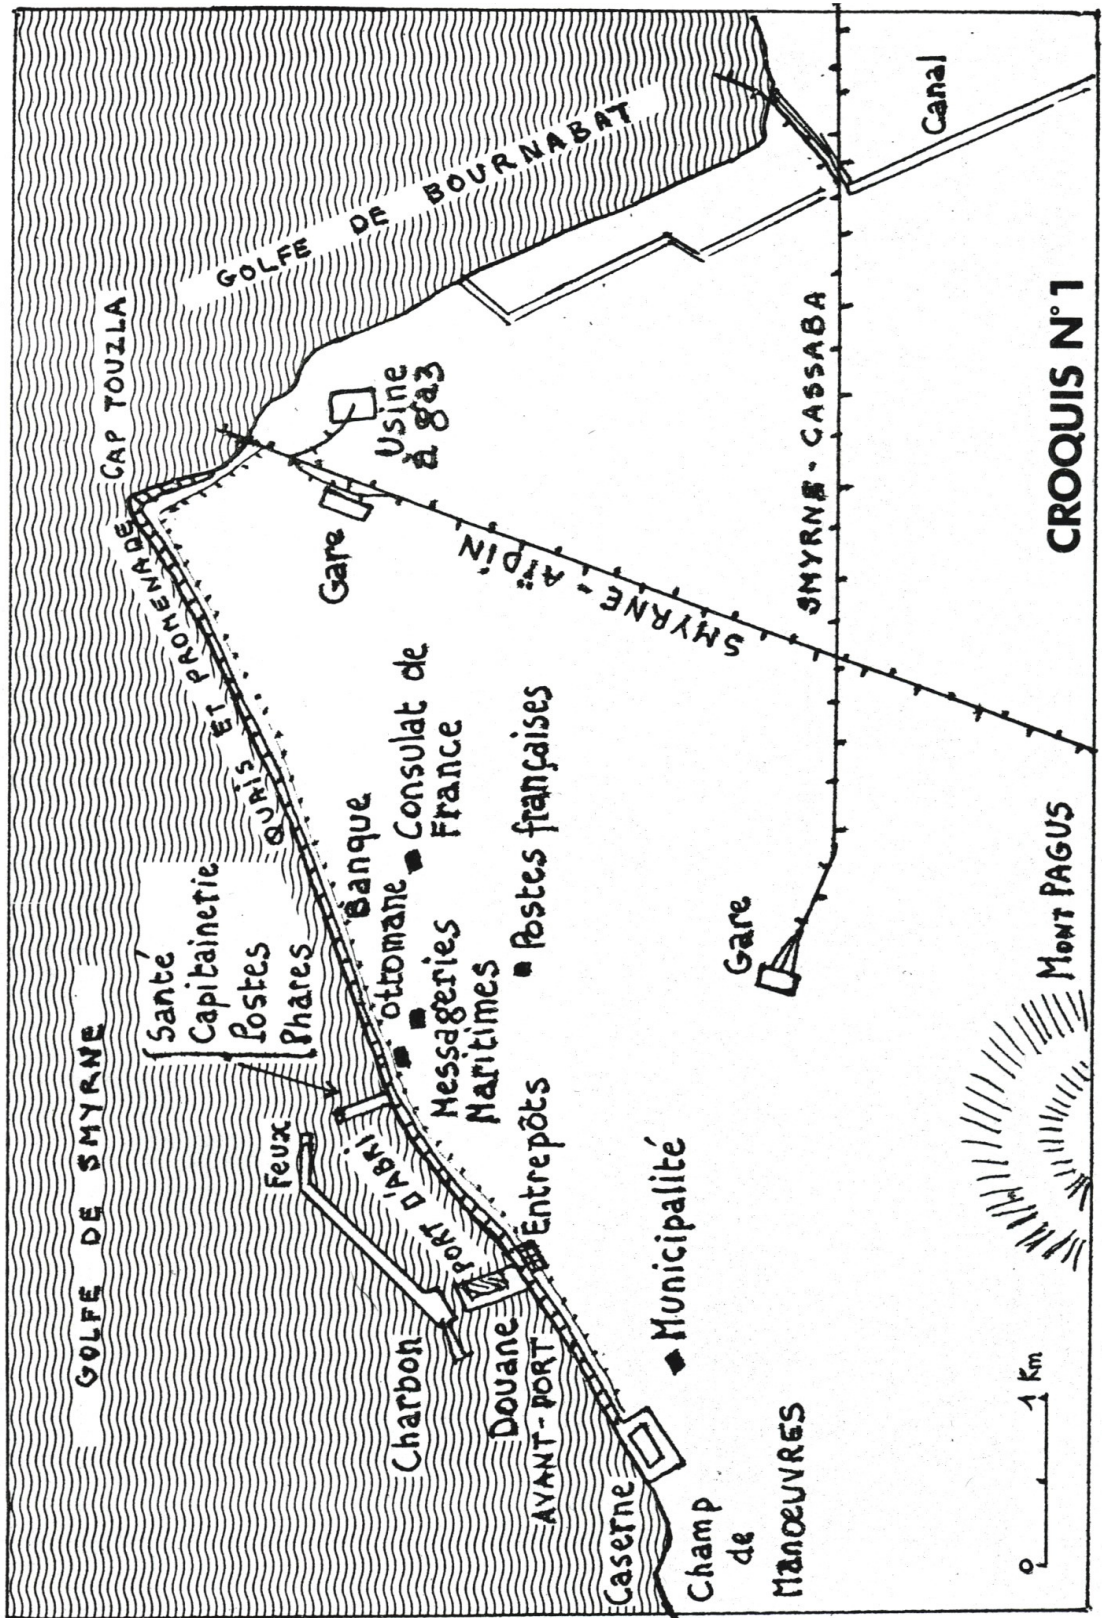 GOLFE DE SMYRNE
CAP TOUZLA
GOLFE DE BOURNABAT
QUAIS ET PROMENADE
Santé
Capitainerie
Postes
Phares
Feux
PORT D'ABRI
Charbon
Douane
AVANT-PORT
Entrepôts
Banque
ottomane
Consulat de
France
Messageries
Maritimes
Postes françaises
Gare
Usine
à gaz
SMYRNE - AÏDIN
SMYRNE - CASSABA
Canal
Gare
Municipalité
Caserne
Champ
de
Manœuvres
MONT PAGUS
0 1 Km
CROQUIS N° 1